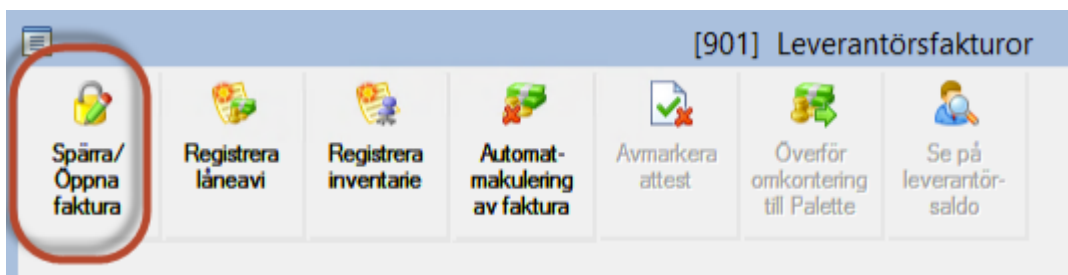 [901] Leverantörsfakturor
Spärra/
Öppna
faktura
Registrera
låneavi
Registrera
inventarie
Automat-
makulering
av faktura
Avmarkera
attest
Överför
omkontering
till Palette
Se på
leverantör-
saldo